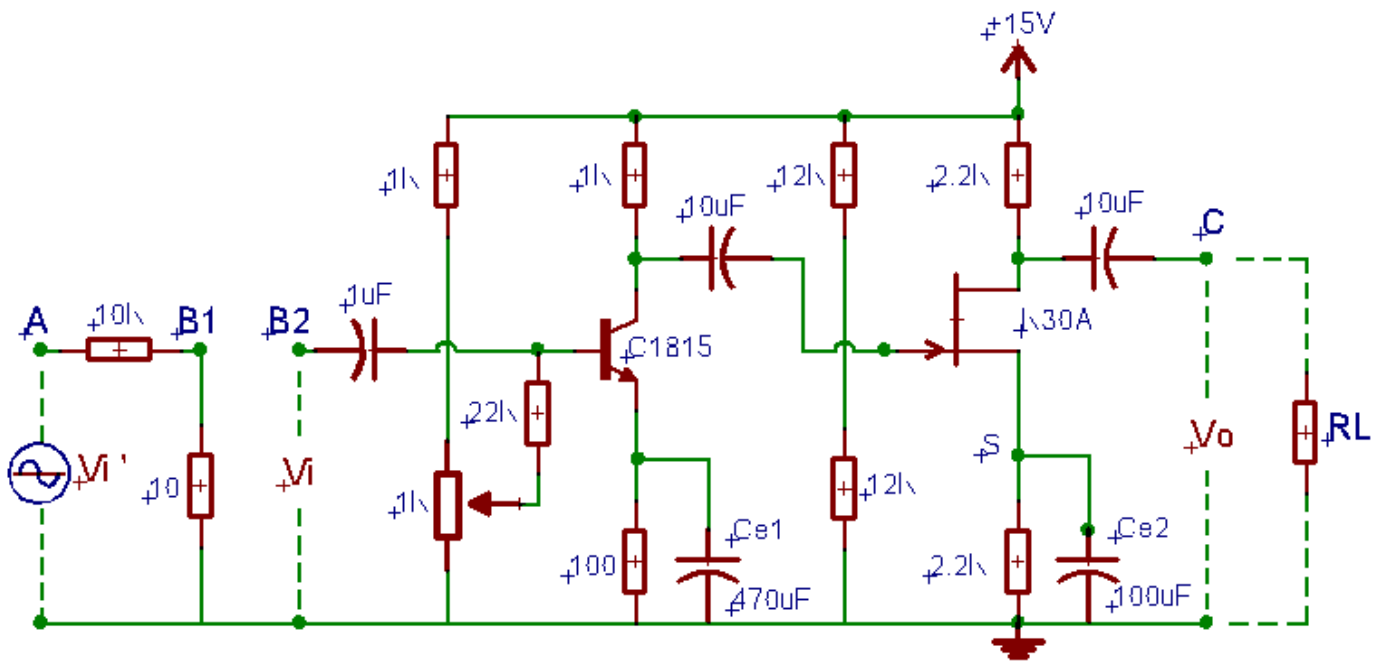 +15V
1k
1k
12k
2.2k
10uF
10uF
C
1uF
A
10k
B1
B2
K30A
C1815
22k
RL
Vo
S
Vi '
10
Vi
1k
12k
Ce1
Ce2
100
2.2k
470uF
100uF